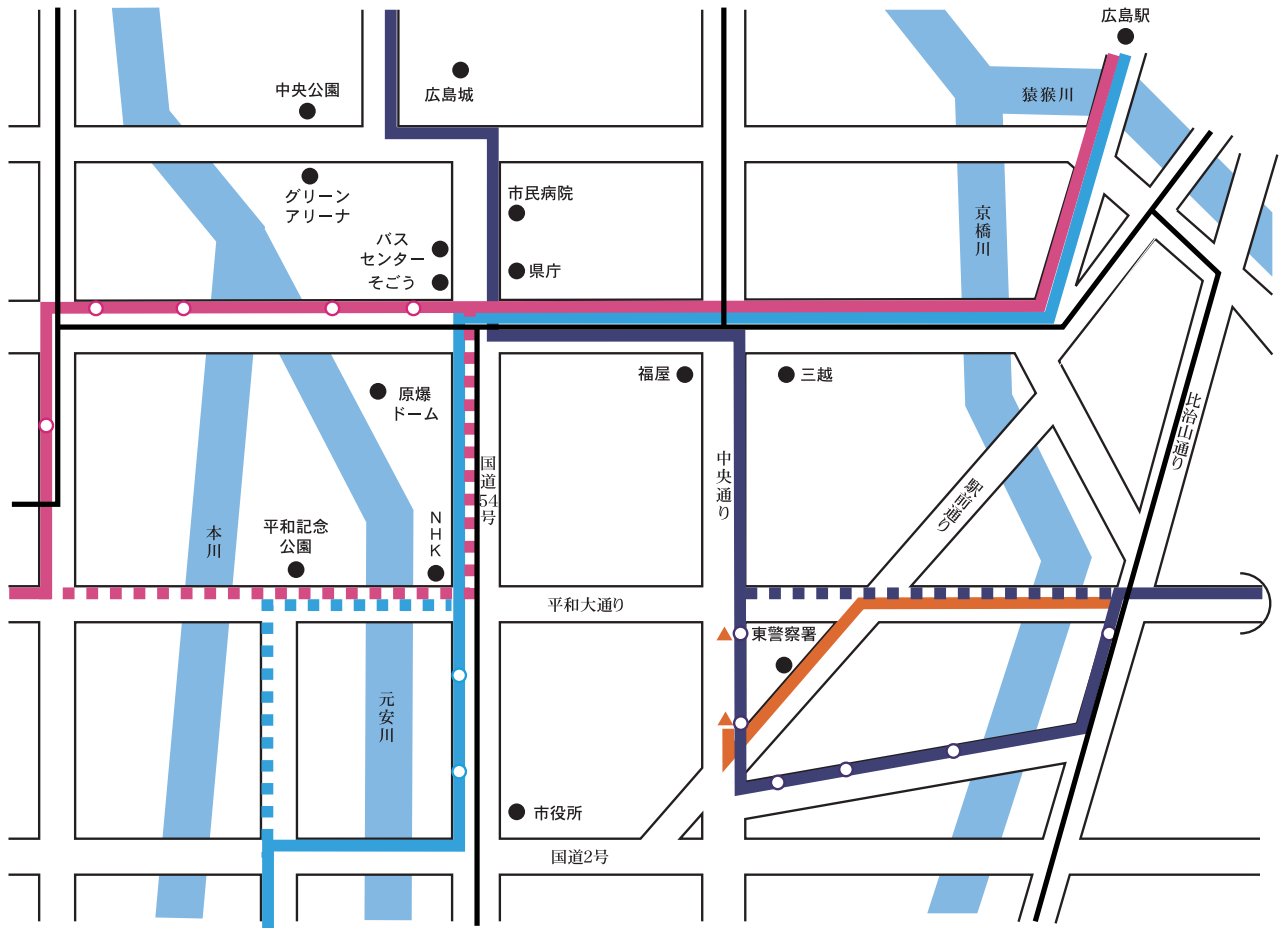 広島駅
中央公園
広島城
猿猴川
グリーン
アリーナ
市民病院
京橋川
バス
センター
そごう
県庁
福屋
三越
原爆
ドーム
比治山通り
国道54号
中央通り
駅前通り
本川
平和記念
公園
NHK
平和大通り
東警察署
元安川
市役所
国道2号